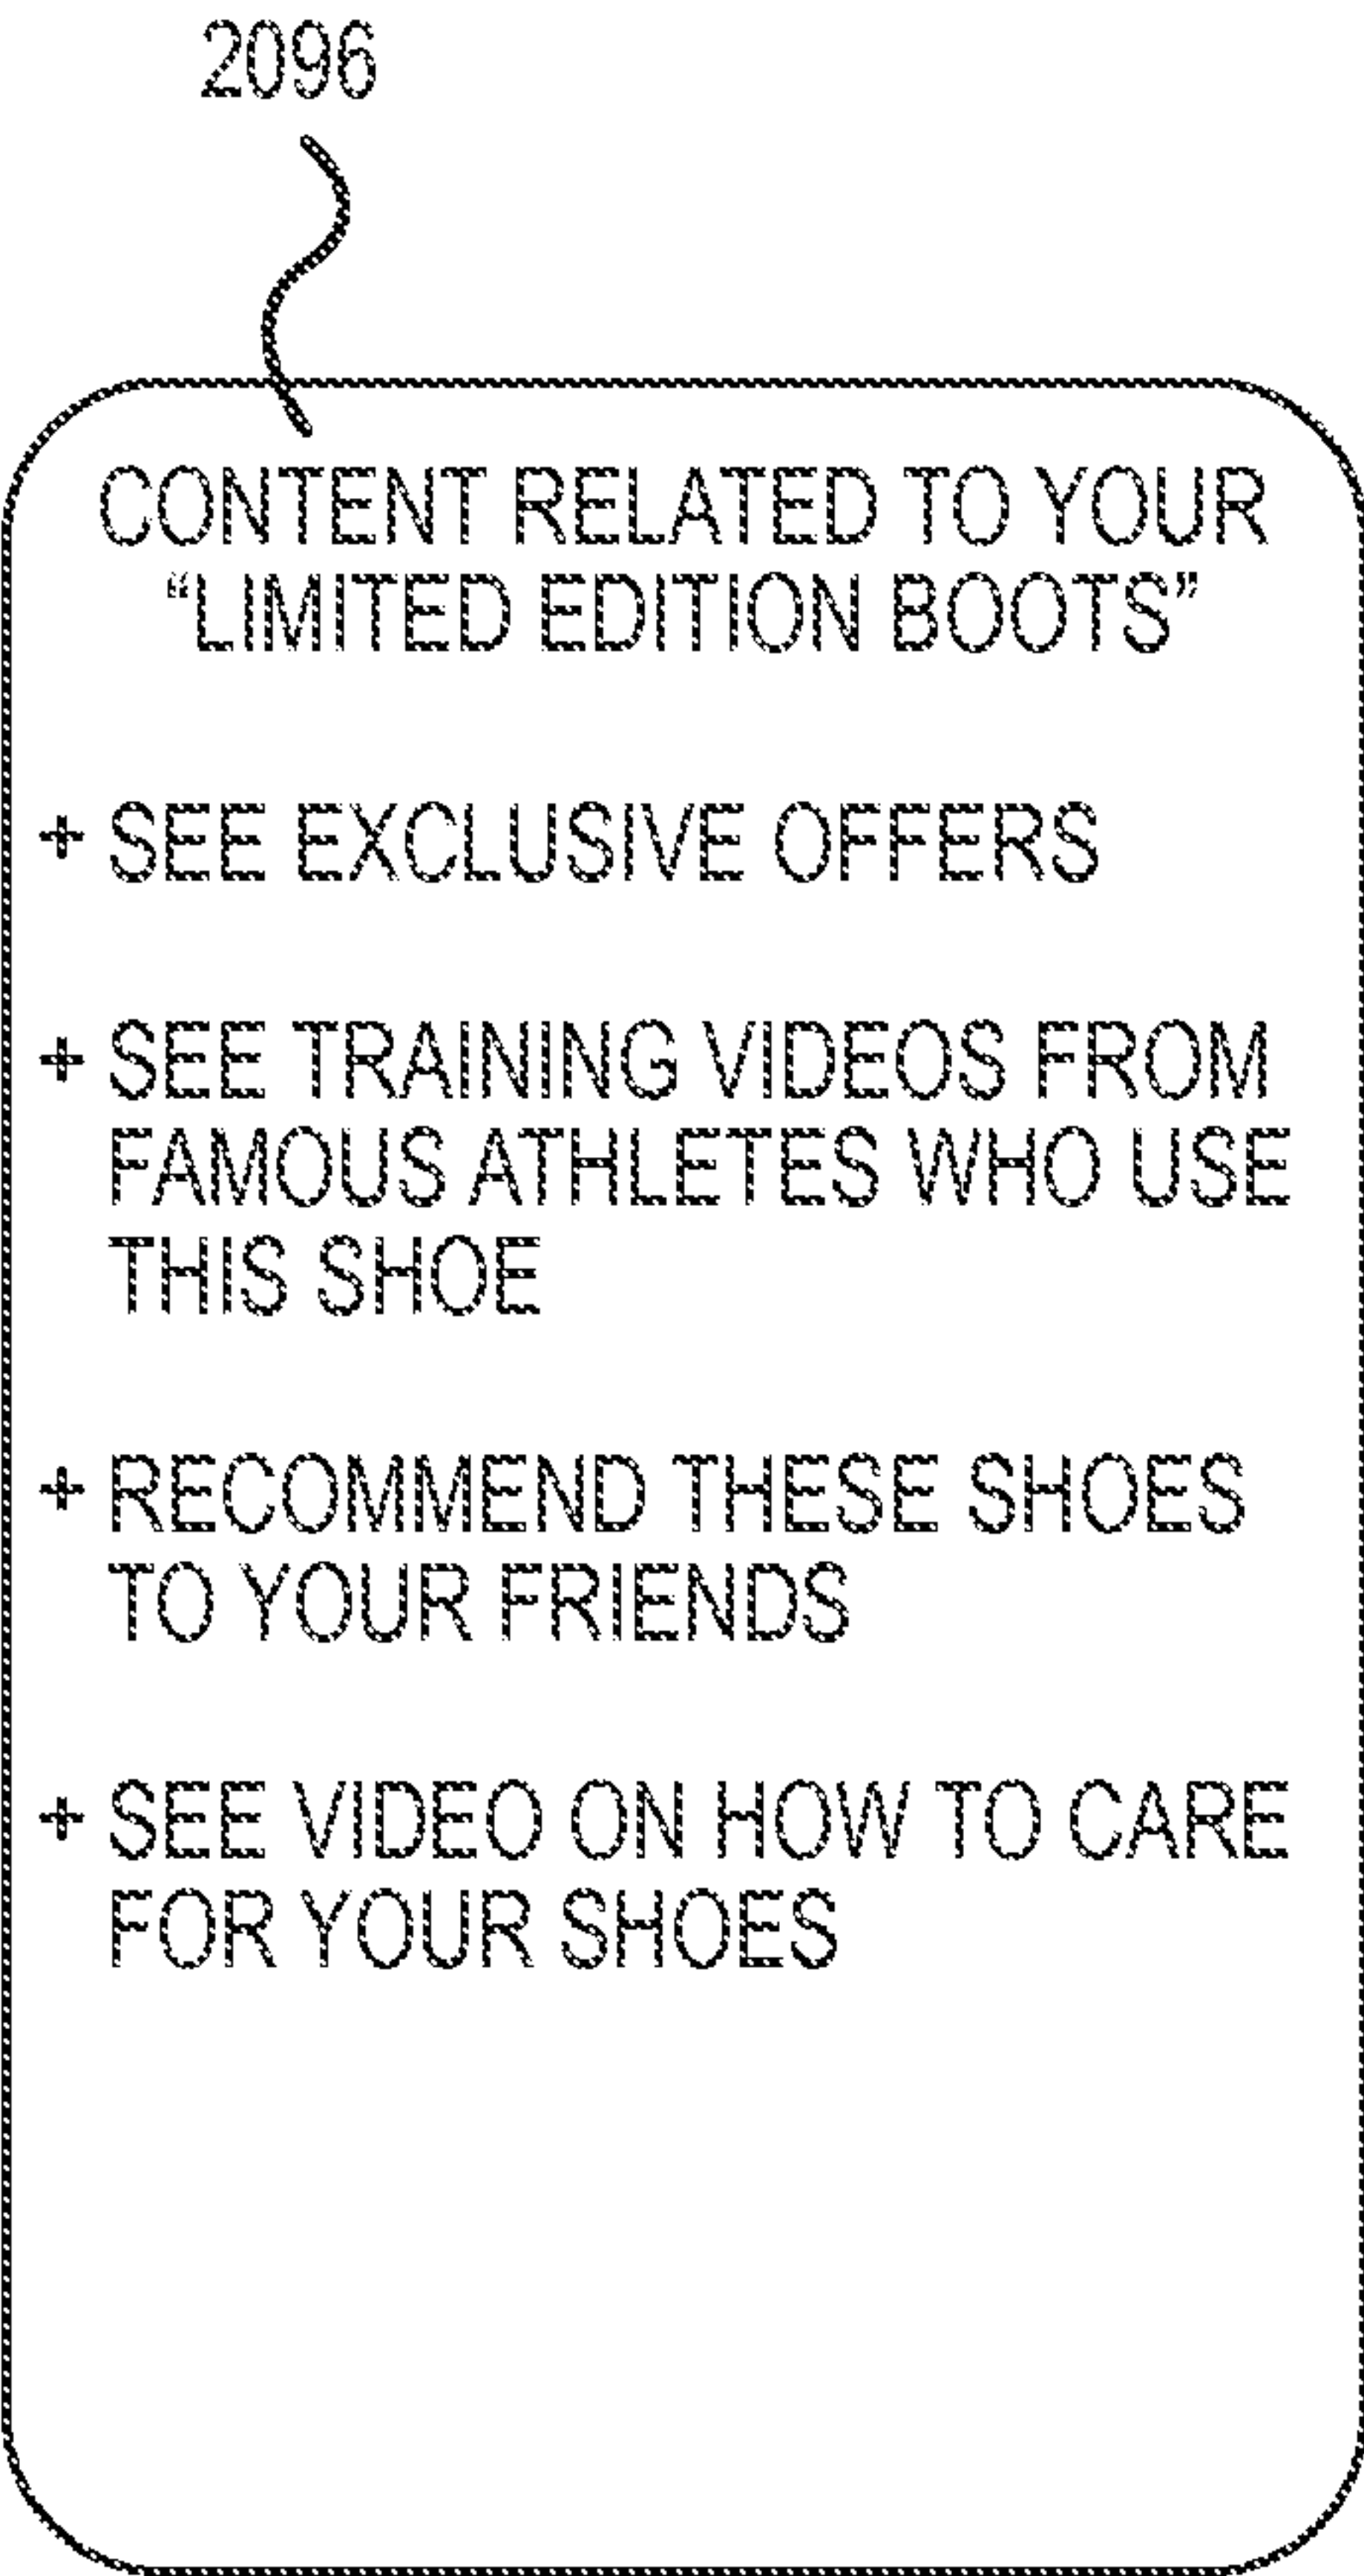 2096
CONTENT RELATED TO YOUR
“LIMITED EDITION BOOTS”
+ SEE EXCLUSIVE OFFERS
+ SEE TRAINING VIDEOS FROM
FAMOUS ATHLETES WHO USE
THIS SHOE
+ RECOMMEND THESE SHOES
TO YOUR FRIENDS
+ SEE VIDEO ON HOW TO CARE
FOR YOUR SHOES